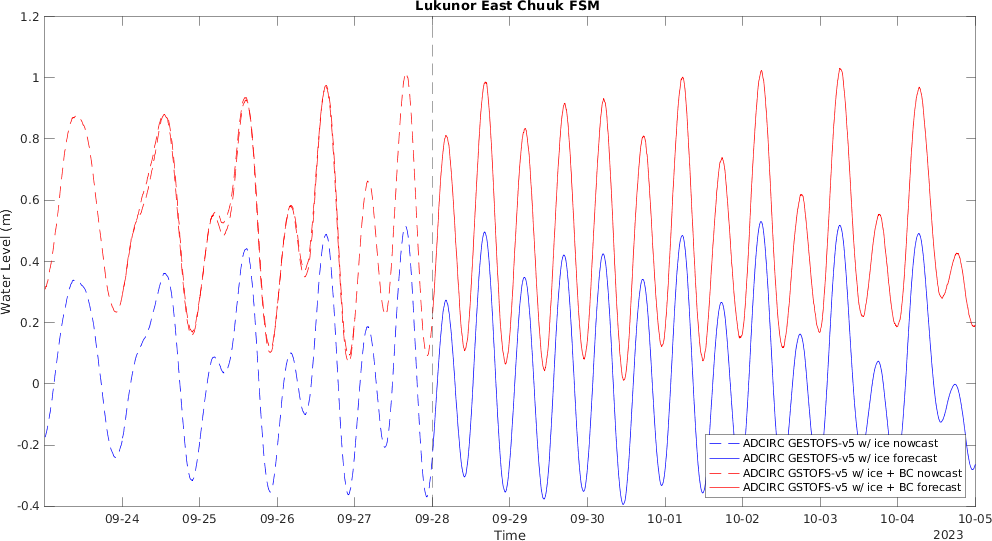 Lukunor East Chuuk FSM
Water Level (m)
1.2
1
0.8
0.6
0.4
0.2
0
-0.2
-0.4
ADCIRC GESTOFS-v5 w/ ice nowcast
ADCIRC GESTOFS-v5 w/ ice forecast
ADCIRC GSTOFS-v5 w/ ice + BC nowcast
ADCIRC GSTOFS-v5 w/ ice + BC forecast
09-24 09-25 09-26 09-27 09-28 09-29 09-30 10-01 10-02 10-03 10-04 10-05
Time
2023